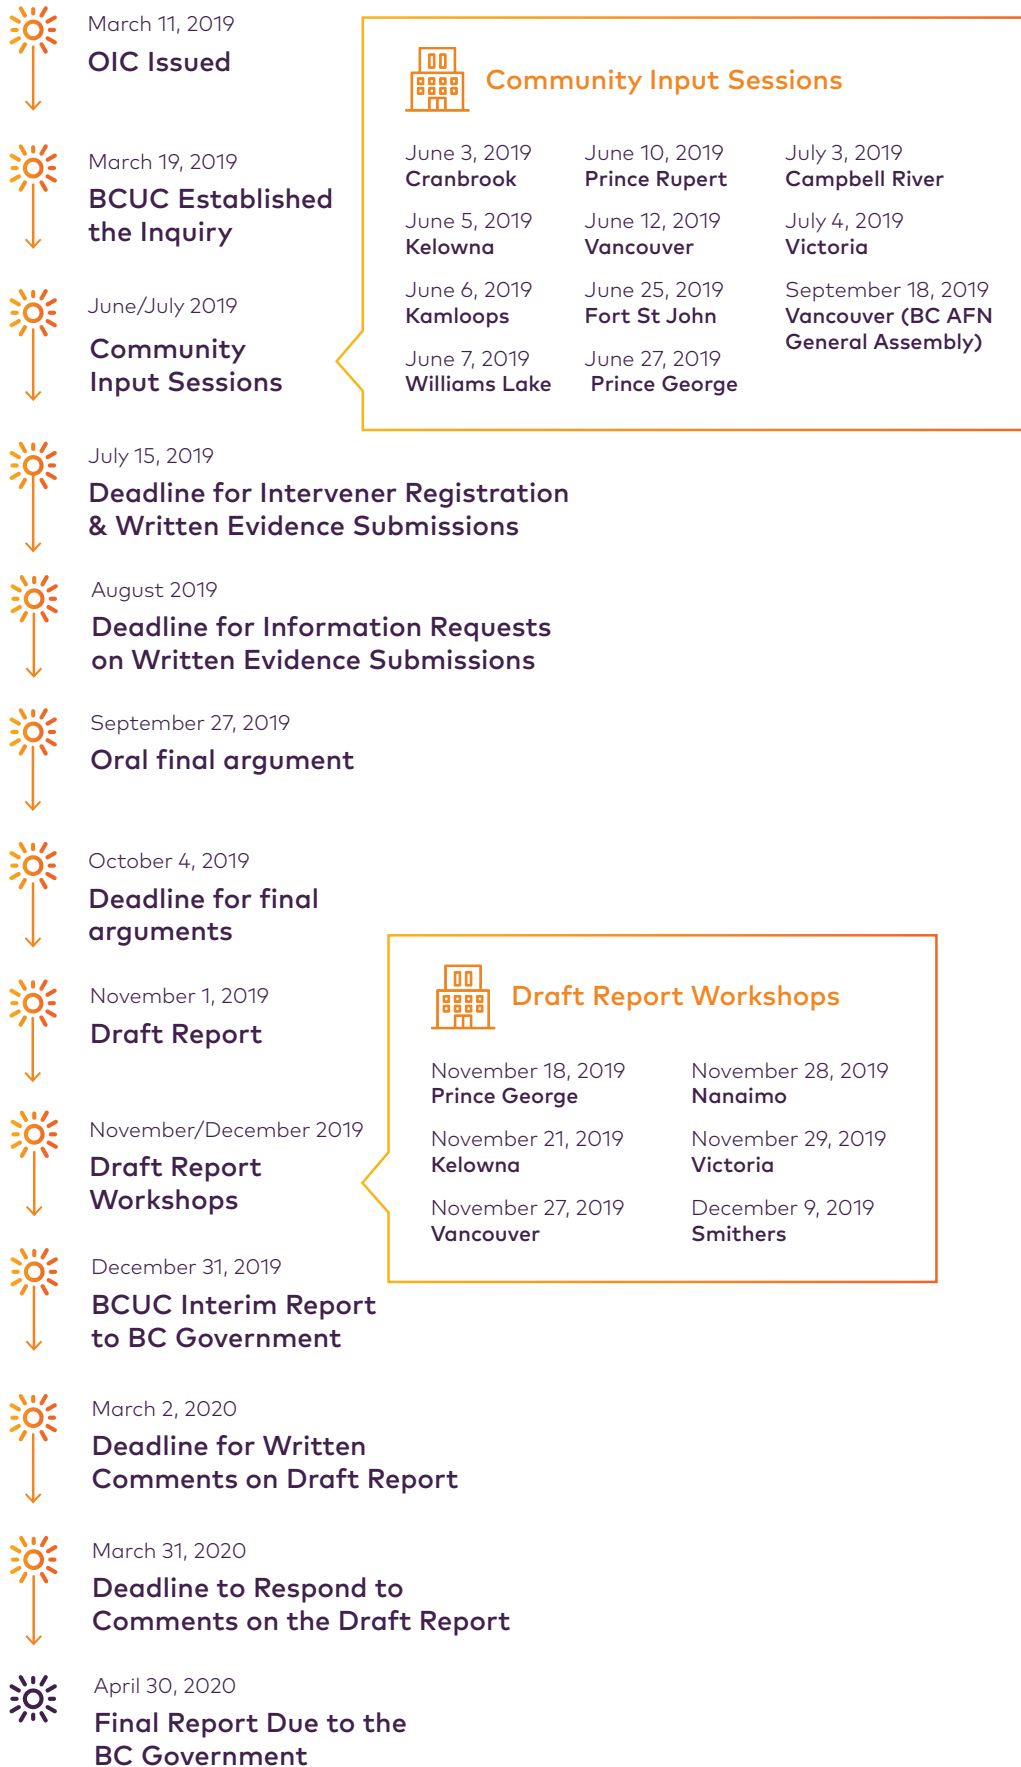 March 11, 2019
OIC Issued
March 19, 2019
BCUC Established
the Inquiry
June/July 2019
Community
Input Sessions
Community Input Sessions
June 3, 2019
Cranbrook
June 5, 2019
Kelowna
June 6, 2019
Kamloops
June 7, 2019
Williams Lake
June 10, 2019
Prince Rupert
June 12, 2019
Vancouver
June 25, 2019
Fort St John
June 27, 2019
Prince George
July 3, 2019
Campbell River
July 4, 2019
Victoria
September 18, 2019
Vancouver (BC AFN
General Assembly)
July 15, 2019
Deadline for Intervener Registration
& Written Evidence Submissions
August 2019
Deadline for Information Requests
on Written Evidence Submissions
September 27, 2019
Oral final argument
October 4, 2019
Deadline for final
arguments
November 1, 2019
Draft Report
November/December 2019
Draft Report
Workshops
Draft Report Workshops
November 18, 2019
Prince George
November 21, 2019
Kelowna
November 27, 2019
Vancouver
November 28, 2019
Nanaimo
November 29, 2019
Victoria
December 9, 2019
Smithers
December 31, 2019
BCUC Interim Report
to BC Government
March 2, 2020
Deadline for Written
Comments on Draft Report
March 31, 2020
Deadline to Respond to
Comments on the Draft Report
April 30, 2020
Final Report Due to the
BC Government